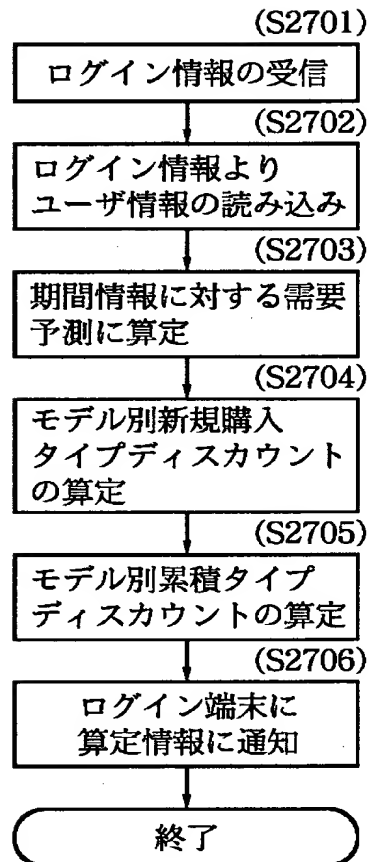 (S2701)
ログイン情報の受信
(S2702)
ログイン情報より
ユーザ情報の読み込み
(S2703)
期間情報に対する需要
予測に算定
(S2704)
モデル別新規購入
タイプディスカウント
の算定
(S2705)
モデル別累積タイプ
ディスカウントの算定
(S2706)
ログイン端末に
算定情報に通知
終了